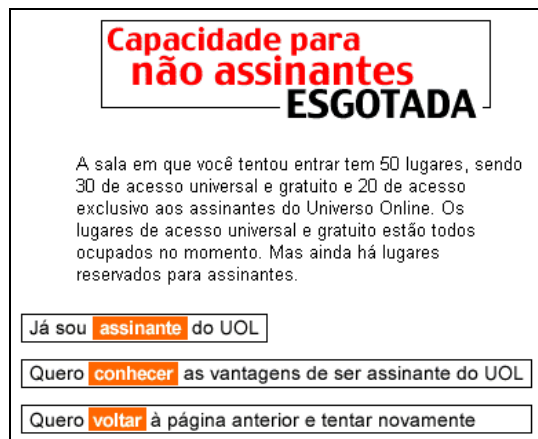 Capacidade para
não assinantes
ESGOTADA
A sala em que você tentou entrar tem 50 lugares, sendo
30 de acesso universal e gratuito e 20 de acesso
exclusivo aos assinantes do Universo Online. Os
lugares de acesso universal e gratuito estão todos
ocupados no momento. Mas ainda há lugares
reservados para assinantes.
Já sou assinante do UOL
Quero conhecer as vantagens de ser assinante do UOL
Quero voltar à página anterior e tentar novamente